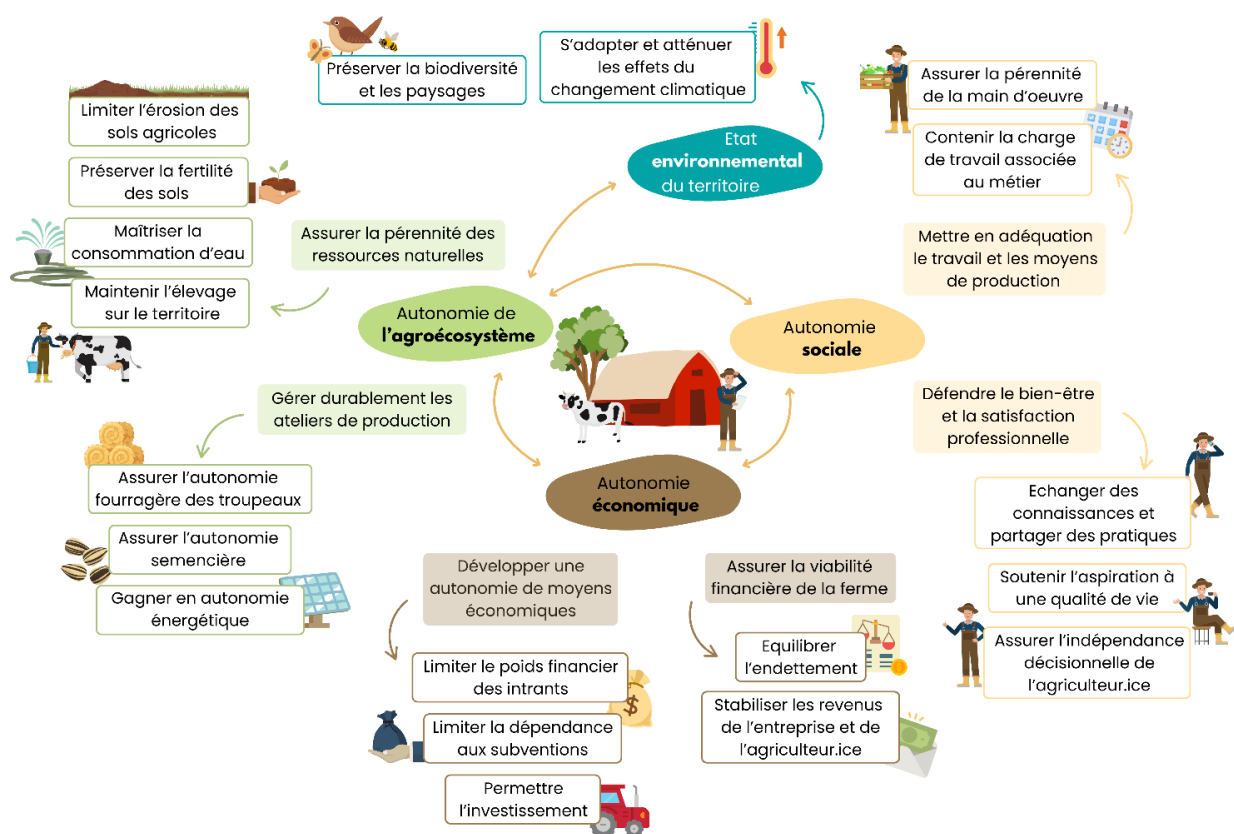 Préserver la biodiversité
et les paysages
S'adapter et atténuer
les effets du
changement climatique
Etat
environnemental
du territoire
Limiter l'érosion des
sols agricoles
Préserver la fertilité
des sols
Maîtriser la
consommation d'eau
Maintenir l'élevage
sur le territoire
Assurer la pérennité des
ressources naturelles
Autonomie de
l'agroécosystème
Gérer durablement les
ateliers de production
Assurer l'autonomie
fourragère des troupeaux
Assurer l'autonomie
semencière
Gagner en autonomie
énergétique
Assurer la pérennité
de la main d'oeuvre
Contenir la charge
de travail associée
au métier
Mettre en adéquation
le travail et les moyens
de production
Autonomie
sociale
Défendre le bien-être
et la satisfaction
professionnelle
Echanger des
connaissances et
partager des pratiques
Soutenir l'aspiration à
une qualité de vie
Assurer l'indépendance
décisionnelle de
l'agriculteur.ice
Autonomie
économique
Développer une
autonomie de moyens
économiques
Limiter le poids financier
des intrants
$
Limiter la dépendance
aux subventions
Permettre
l'investissement
Assurer la viabilité
financière de la ferme
Equilibrer
l'endettement
Stabiliser les revenus
de l'entreprise et de
l'agriculteur.ice